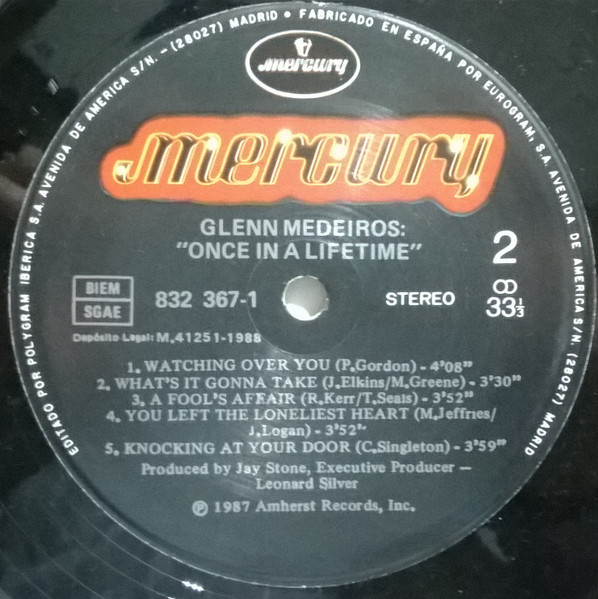 EDITADO POR POLYGRAM IBERICA S.A. AVENIDA DE AMERICA S/N. - (28027) MADRID • FABRICADO EN ESPAÑA POR EUROGRAM, S.A. AVENIDA DE AMERICA S/N. (28027) MADRID
mercury
mercury
GLENN MEDEIROS:
"ONCE IN A LIFETIME"
2
BIEM
SGAE
832 367-1
STEREO
33 1/3
Depósito Legal: M.41251-1988
1. WATCHING OVER YOU (P.Gordon) - 4'08"
2. WHAT'S IT GONNA TAKE (J.Elkins/M.Greene) - 3'30"
3. A FOOL'S AFFAIR (R.Kerr/T.Seals) - 3'52"
4. YOU LEFT THE LONELIEST HEART (M.Jeffries/
J.Logan) - 3'52"
5. KNOCKING AT YOUR DOOR (C.Singleton) - 3'59"
Produced by Jay Stone, Executive Producer —
Leonard Silver
℗ 1987 Amherst Records, Inc.